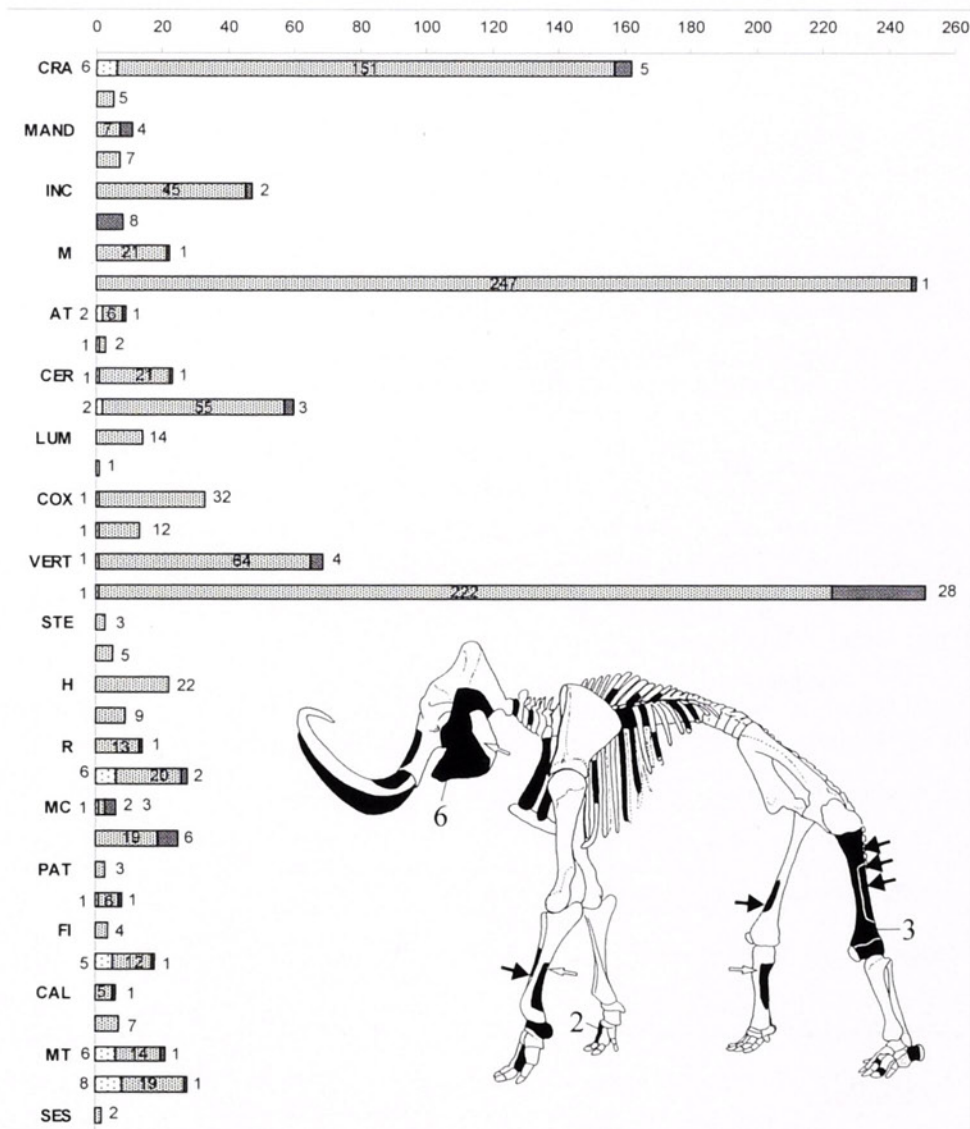 0 20 40 60 80 100 120 140 160 180 200 220 240 260
CRA 6 151 5
5
MAND 7 4
7
INC 45 2
8
M 21 1
247 1
AT 2 6 1
1 2
CER 1 21 1
2 55 3
LUM 14
1
COX 1 32
1 12
VERT 1 64 4
1 222 28
STE 3
5
H 22
9
R 13 1
6 20 2
MC 1 2 3
19 6
PAT 3
1 6 1
FI 4
5 12 1
CAL 5 1
7
MT 6 14 1
8 19 1
SES 2
6
3
2